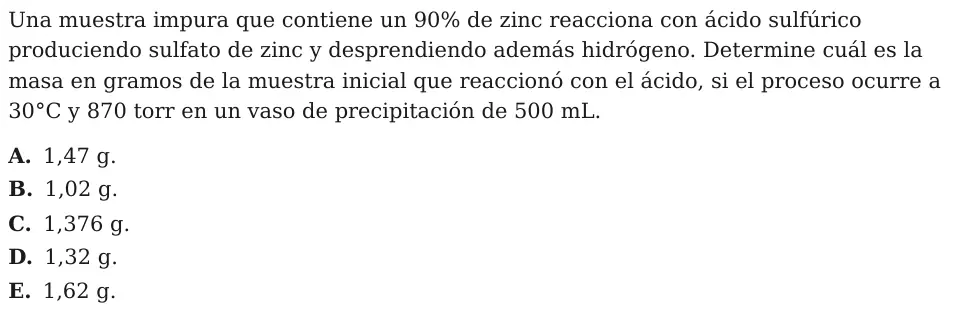 Una muestra impura que contiene un 90% de zinc reacciona con ácido sulfúrico
produciendo sulfato de zinc y desprendiendo además hidrógeno. Determine cuál es la
masa en gramos de la muestra inicial que reaccionó con el ácido, si el proceso ocurre a
30°C y 870 torr en un vaso de precipitación de 500 mL.
A. 1,47 g.
B. 1,02 g.
C. 1,376 g.
D. 1,32 g.
E. 1,62 g.